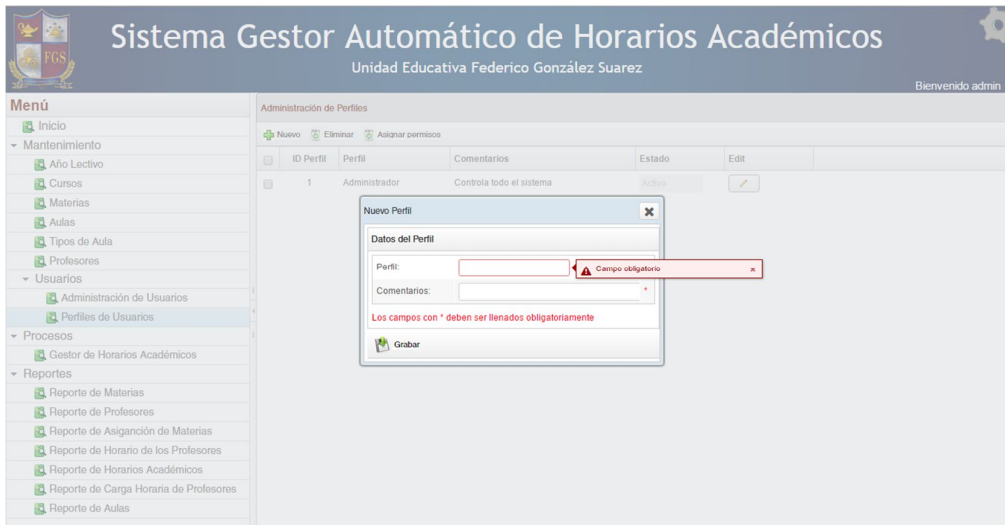 FGS
Sistema Gestor Automático de Horarios Académicos
Unidad Educativa Federico González Suarez
Bienvenido admin
Menú
Inicio
Mantenimiento
Año Lectivo
Cursos
Materias
Aulas
Tipos de Aula
Profesores
Usuarios
Administración de Usuarios
Perfiles de Usuarios
Procesos
Gestor de Horarios Académicos
Reportes
Reporte de Materias
Reporte de Profesores
Reporte de Asiganción de Materias
Reporte de Horario de los Profesores
Reporte de Horarios Académicos
Reporte de Carga Horaria de Profesores
Reporte de Aulas
Administración de Perfiles
Nuevo Eliminar Asignar permisos
ID Perfil Perfil Comentarios Estado Edit
1 Administrador Controla todo el sistema Activo
Nuevo Perfil
Datos del Perfil
Perfil: Campo obligatorio
Comentarios: *
Los campos con * deben ser llenados obligatoriamente
Grabar